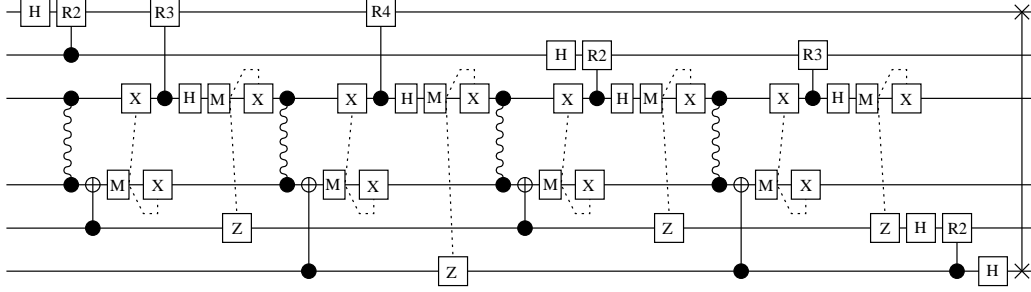 H R2 R3 R4
H R2 R3
X H M X X H M X X H M X X H M X
M X M X M X M X
Z Z Z H R2
Z H